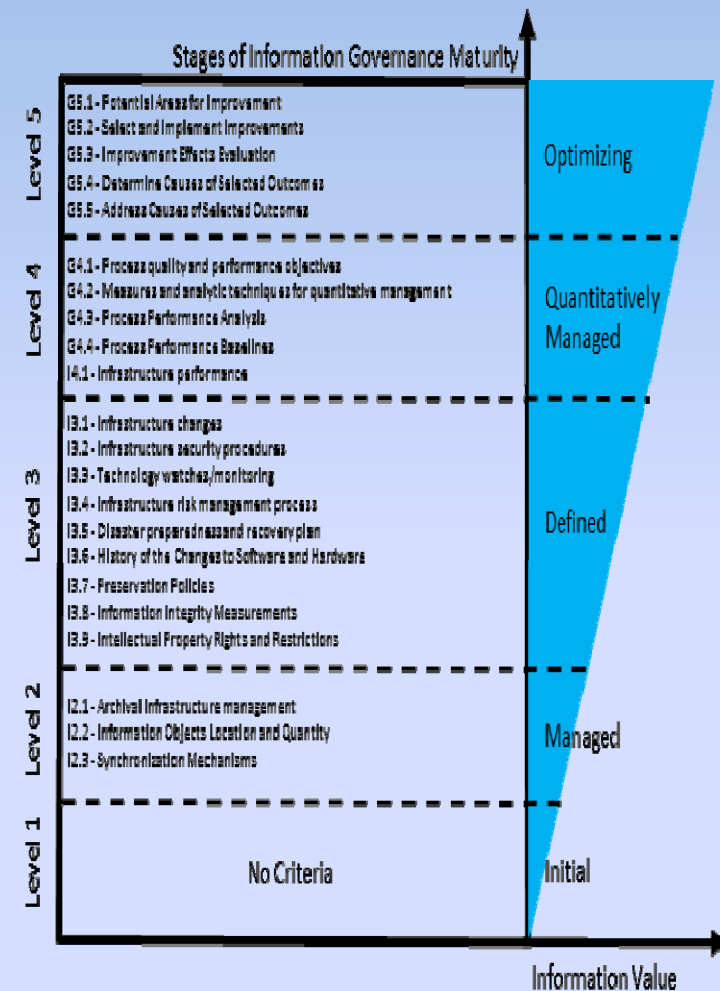 Stages of Information Governance Maturity
Level 5
G5.1 - Potential Areas for Improvement
G5.2 - Select and Implement Improvements
G5.3 - Improvement Effects Evaluation
G5.4 - Determine Causes of Selected Outcomes
G5.5 - Address Causes of Selected Outcomes
Optimizing
Level 4
G4.1 - Process quality and performance objectives
G4.2 - Measures and analytic techniques for quantitative management
G4.3 - Process Performance Analysis
G4.4 - Process Performance Baselines
I4.1 - Infrastructure performance
Quantitatively
Managed
Level 3
I3.1 - Infrastructure changes
I3.2 - Infrastructure security procedures
I3.3 - Technology watches/monitoring
I3.4 - Infrastructure risk management process
I3.5 - Disaster preparedness and recovery plan
I3.6 - History of the Changes to Software and Hardware
I3.7 - Preservation Policies
I3.8 - Information Integrity Measurements
I3.9 - Intellectual Property Rights and Restrictions
Defined
Level 2
I2.1 - Archival Infrastructure management
I2.2 - Information Objects Location and Quantity
I2.3 - Synchronization Mechanisms
Managed
Level 1
No Criteria
Initial
Information Value